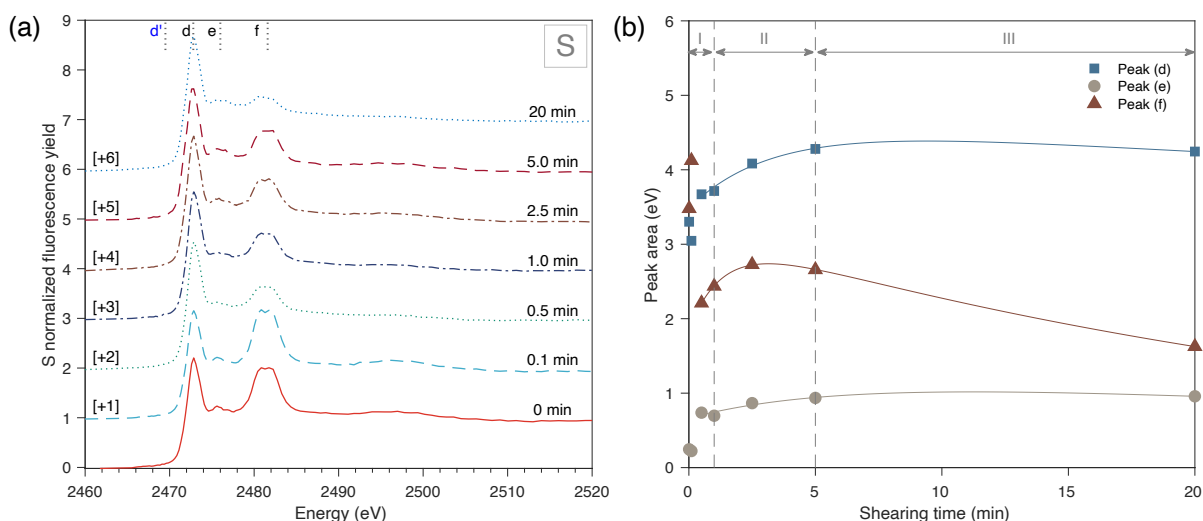 (a)
9
8
7
6
5
4
3
2
1
0
S normalized fluorescence yield
d' d e f
S
20 min
[+6]
5.0 min
[+5]
2.5 min
[+4]
1.0 min
[+3]
0.5 min
[+2]
0.1 min
[+1]
0 min
2460 2470 2480 2490 2500 2510 2520
Energy (eV)
(b)
6
5
4
3
2
1
0
Peak area (eV)
I II III
Peak (d)
Peak (e)
Peak (f)
0 5 10 15 20
Shearing time (min)